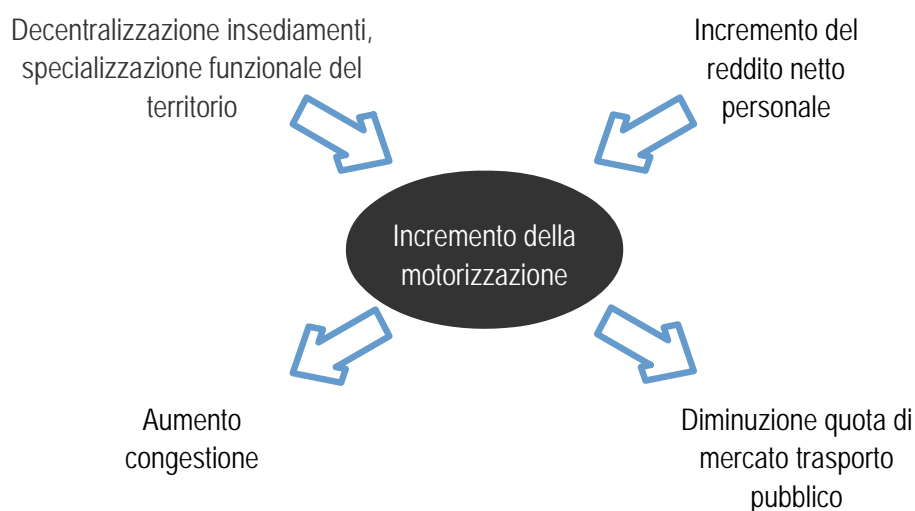 Decentralizzazione insediamenti,
specializzazione funzionale del
territorio
Incremento del
reddito netto
personale
Incremento della
motorizzazione
Aumento
congestione
Diminuzione quota di
mercato trasporto
pubblico